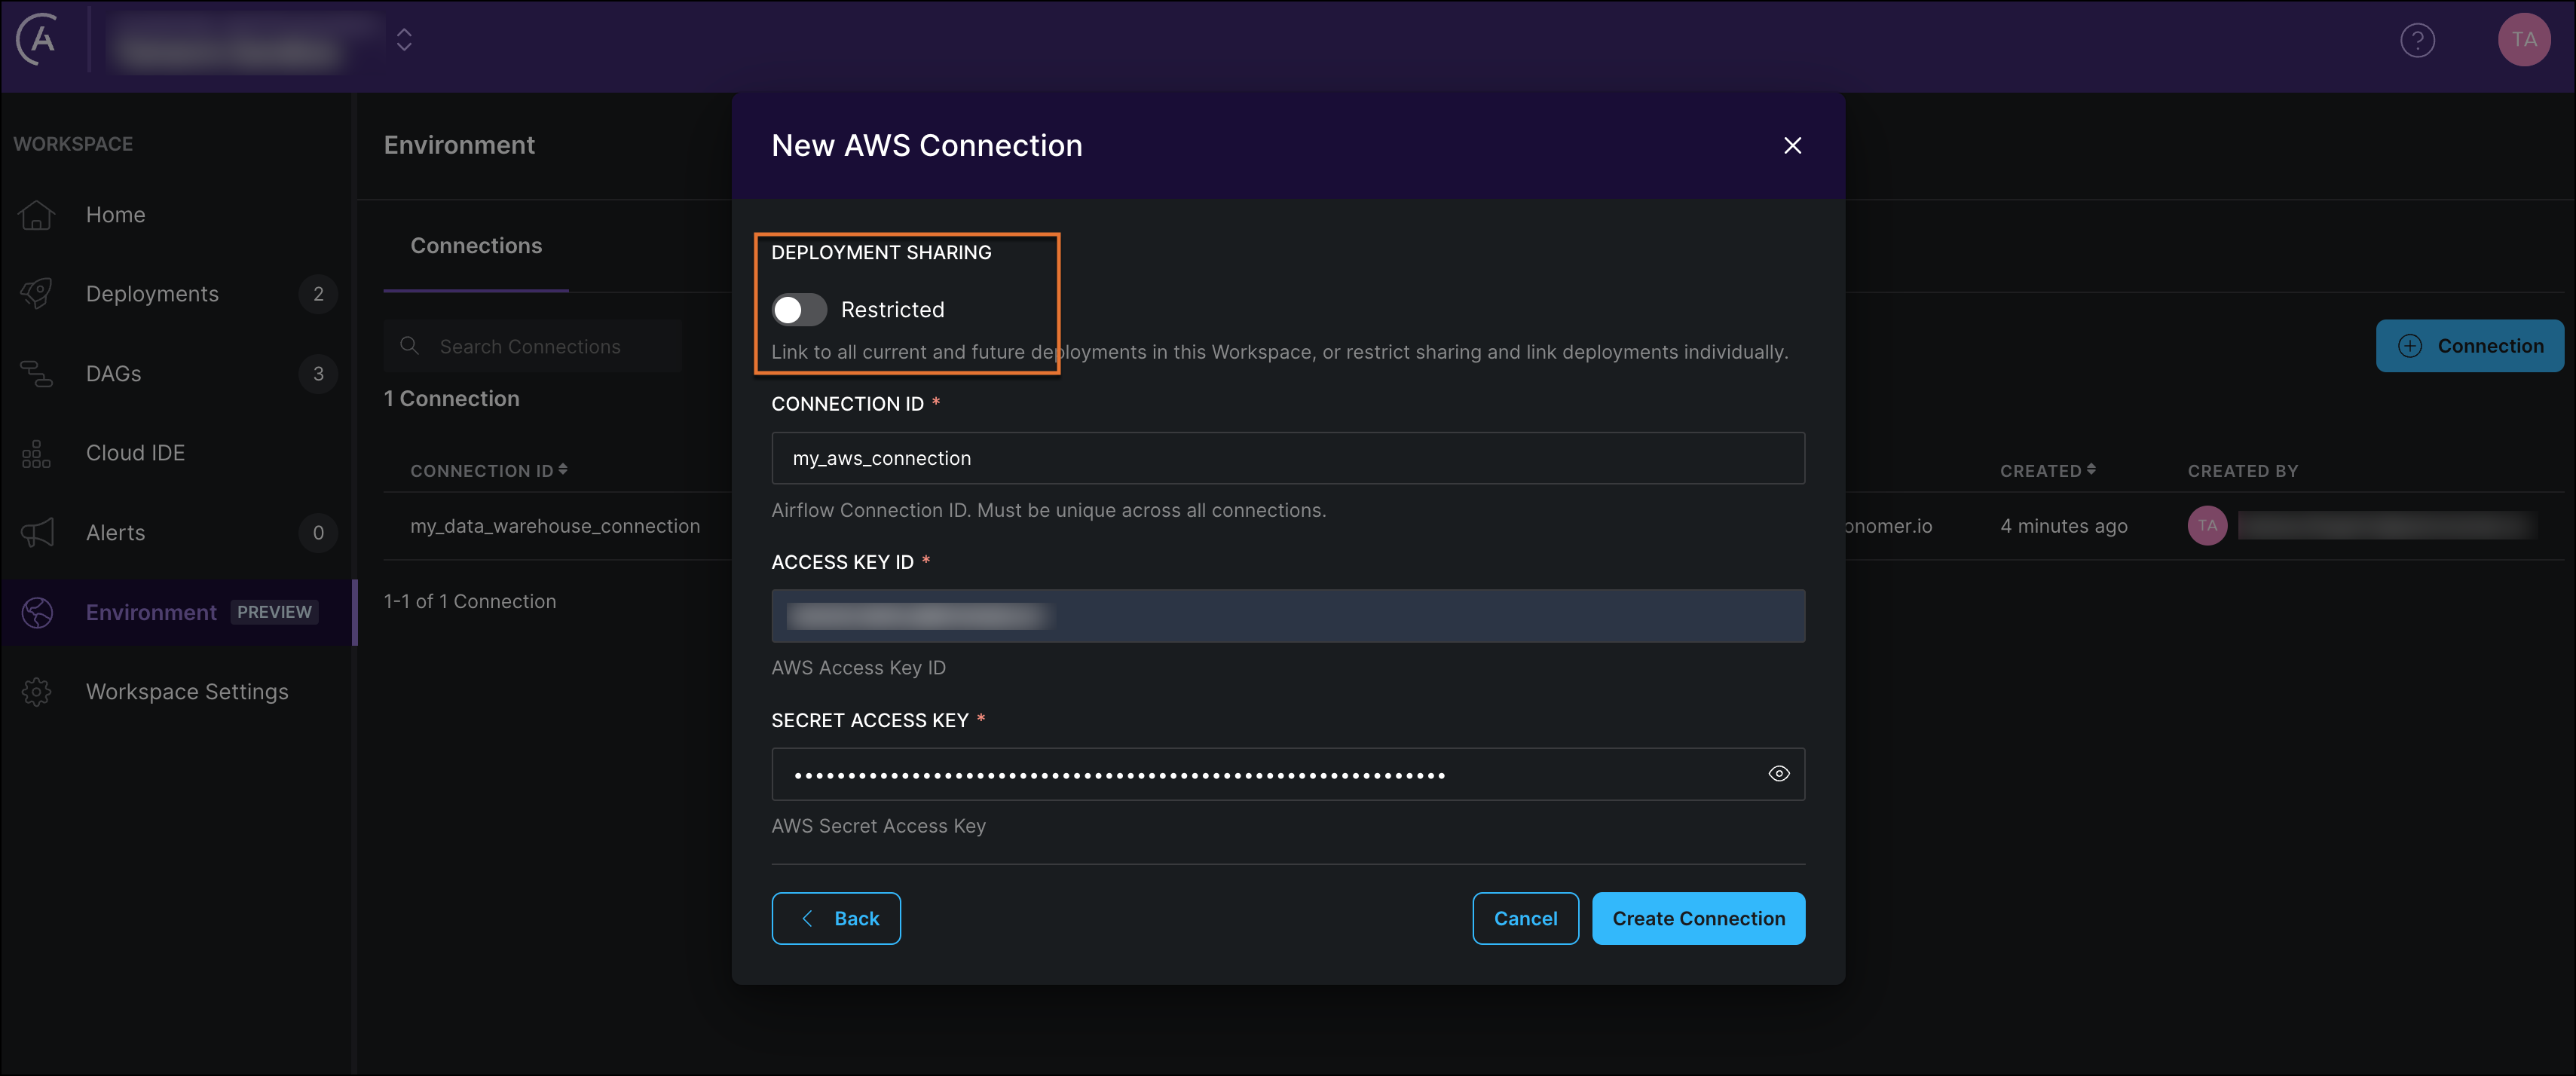 TA
WORKSPACE
Home
Deployments 2
DAGs 3
Cloud IDE
Alerts 0
Environment PREVIEW
Workspace Settings
Environment
Connections
Search Connections
1 Connection
Connection
CONNECTION ID CREATED CREATED BY
my_data_warehouse_connection onomer.io 4 minutes ago TA
1-1 of 1 Connection
New AWS Connection
DEPLOYMENT SHARING
Restricted
Link to all current and future deployments in this Workspace, or restrict sharing and link deployments individually.
CONNECTION ID *
my_aws_connection
Airflow Connection ID. Must be unique across all connections.
ACCESS KEY ID *
AWS Access Key ID
SECRET ACCESS KEY *
AWS Secret Access Key
Back
Cancel
Create Connection